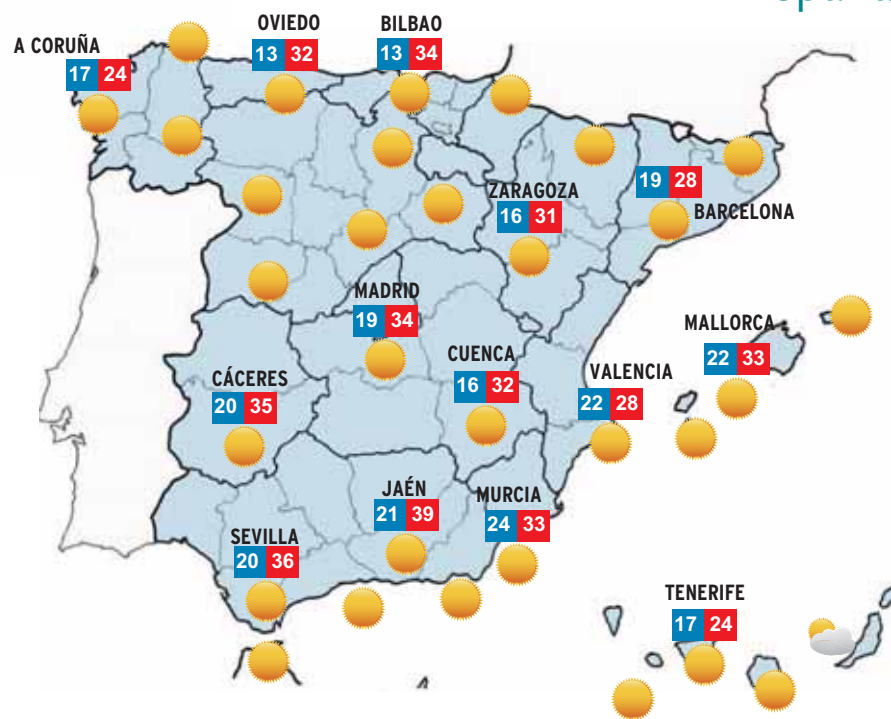 OVIEDO
13 32
BILBAO
13 34
A CORUÑA
17 24
ZARAGOZA
16 31
19 28
BARCELONA
MADRID
19 34
MALLORCA
22 33
CUENCA
16 32
VALENCIA
22 28
CÁCERES
20 35
JAÉN
21 39
MURCIA
24 33
SEVILLA
20 36
TENERIFE
17 24